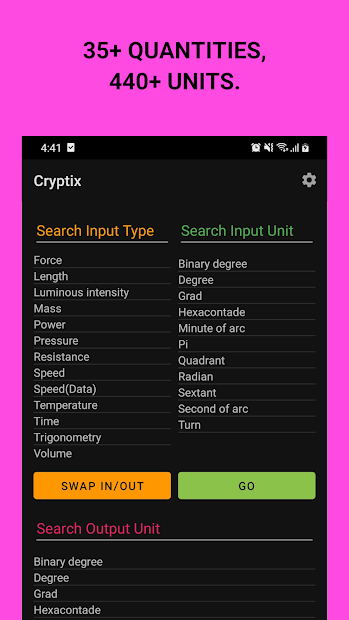 35+ QUANTITIES,
440+ UNITS.
4:41
Cryptix
Search Input Type
Force
Length
Luminous intensity
Mass
Power
Pressure
Resistance
Speed
Speed(Data)
Temperature
Time
Trigonometry
Volume
Search Input Unit
Binary degree
Degree
Grad
Hexacontade
Minute of arc
Pi
Quadrant
Radian
Sextant
Second of arc
Turn
SWAP IN/OUT
GO
Search Output Unit
Binary degree
Degree
Grad
Hexacontade